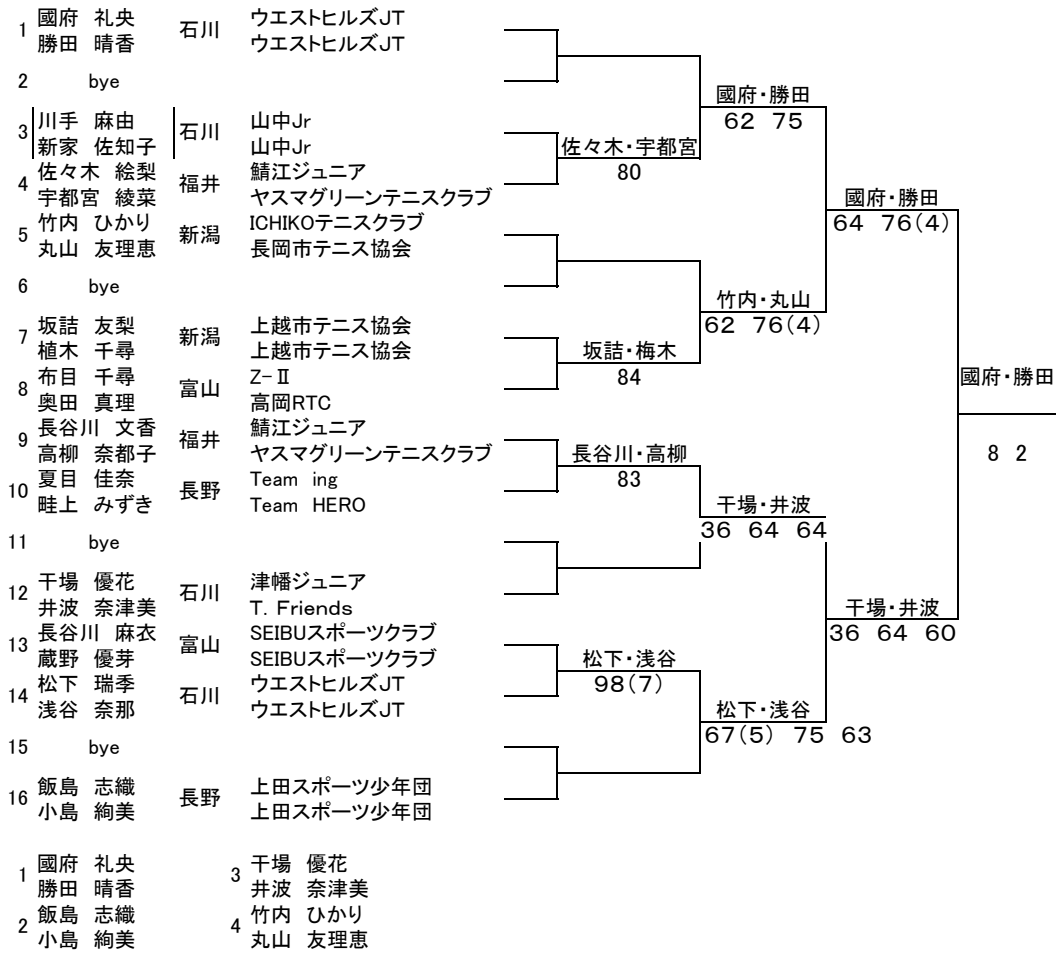 1 國府 礼央 石川 ウエストヒルズJT
勝田 晴香 ウエストヒルズJT
2 bye
國府・勝田
62 75
3 川手 麻由 石川 山中Jr
新家 佐知子 山中Jr
佐々木・宇都宮
80
4 佐々木 絵梨 福井 鯖江ジュニア
宇都宮 綾菜 ヤスマグリーンテニスクラブ
國府・勝田
64 76(4)
5 竹内 ひかり 新潟 ICHIKOテニスクラブ
丸山 友理恵 長岡市テニス協会
6 bye
竹内・丸山
62 76(4)
7 坂詰 友梨 新潟 上越市テニス協会
植木 千尋 上越市テニス協会
坂詰・梅木
84
8 布目 千尋 富山 Z-Ⅱ
奥田 真理 高岡RTC
國府・勝田
8 2
9 長谷川 文香 福井 鯖江ジュニア
高柳 奈都子 ヤスマグリーンテニスクラブ
長谷川・高柳
83
10 夏目 佳奈 長野 Team ing
畦上 みずき Team HERO
干場・井波
36 64 64
11 bye
12 干場 優花 石川 津幡ジュニア
井波 奈津美 T. Friends
干場・井波
36 64 60
13 長谷川 麻衣 富山 SEIBUスポーツクラブ
蔵野 優芽 SEIBUスポーツクラブ
松下・浅谷
98(7)
14 松下 瑞季 石川 ウエストヒルズJT
浅谷 奈那 ウエストヒルズJT
松下・浅谷
67(5) 75 63
15 bye
16 飯島 志織 長野 上田スポーツ少年団
小島 絢美 上田スポーツ少年団
1 國府 礼央 3 干場 優花
勝田 晴香 井波 奈津美
2 飯島 志織 4 竹内 ひかり
小島 絢美 丸山 友理恵